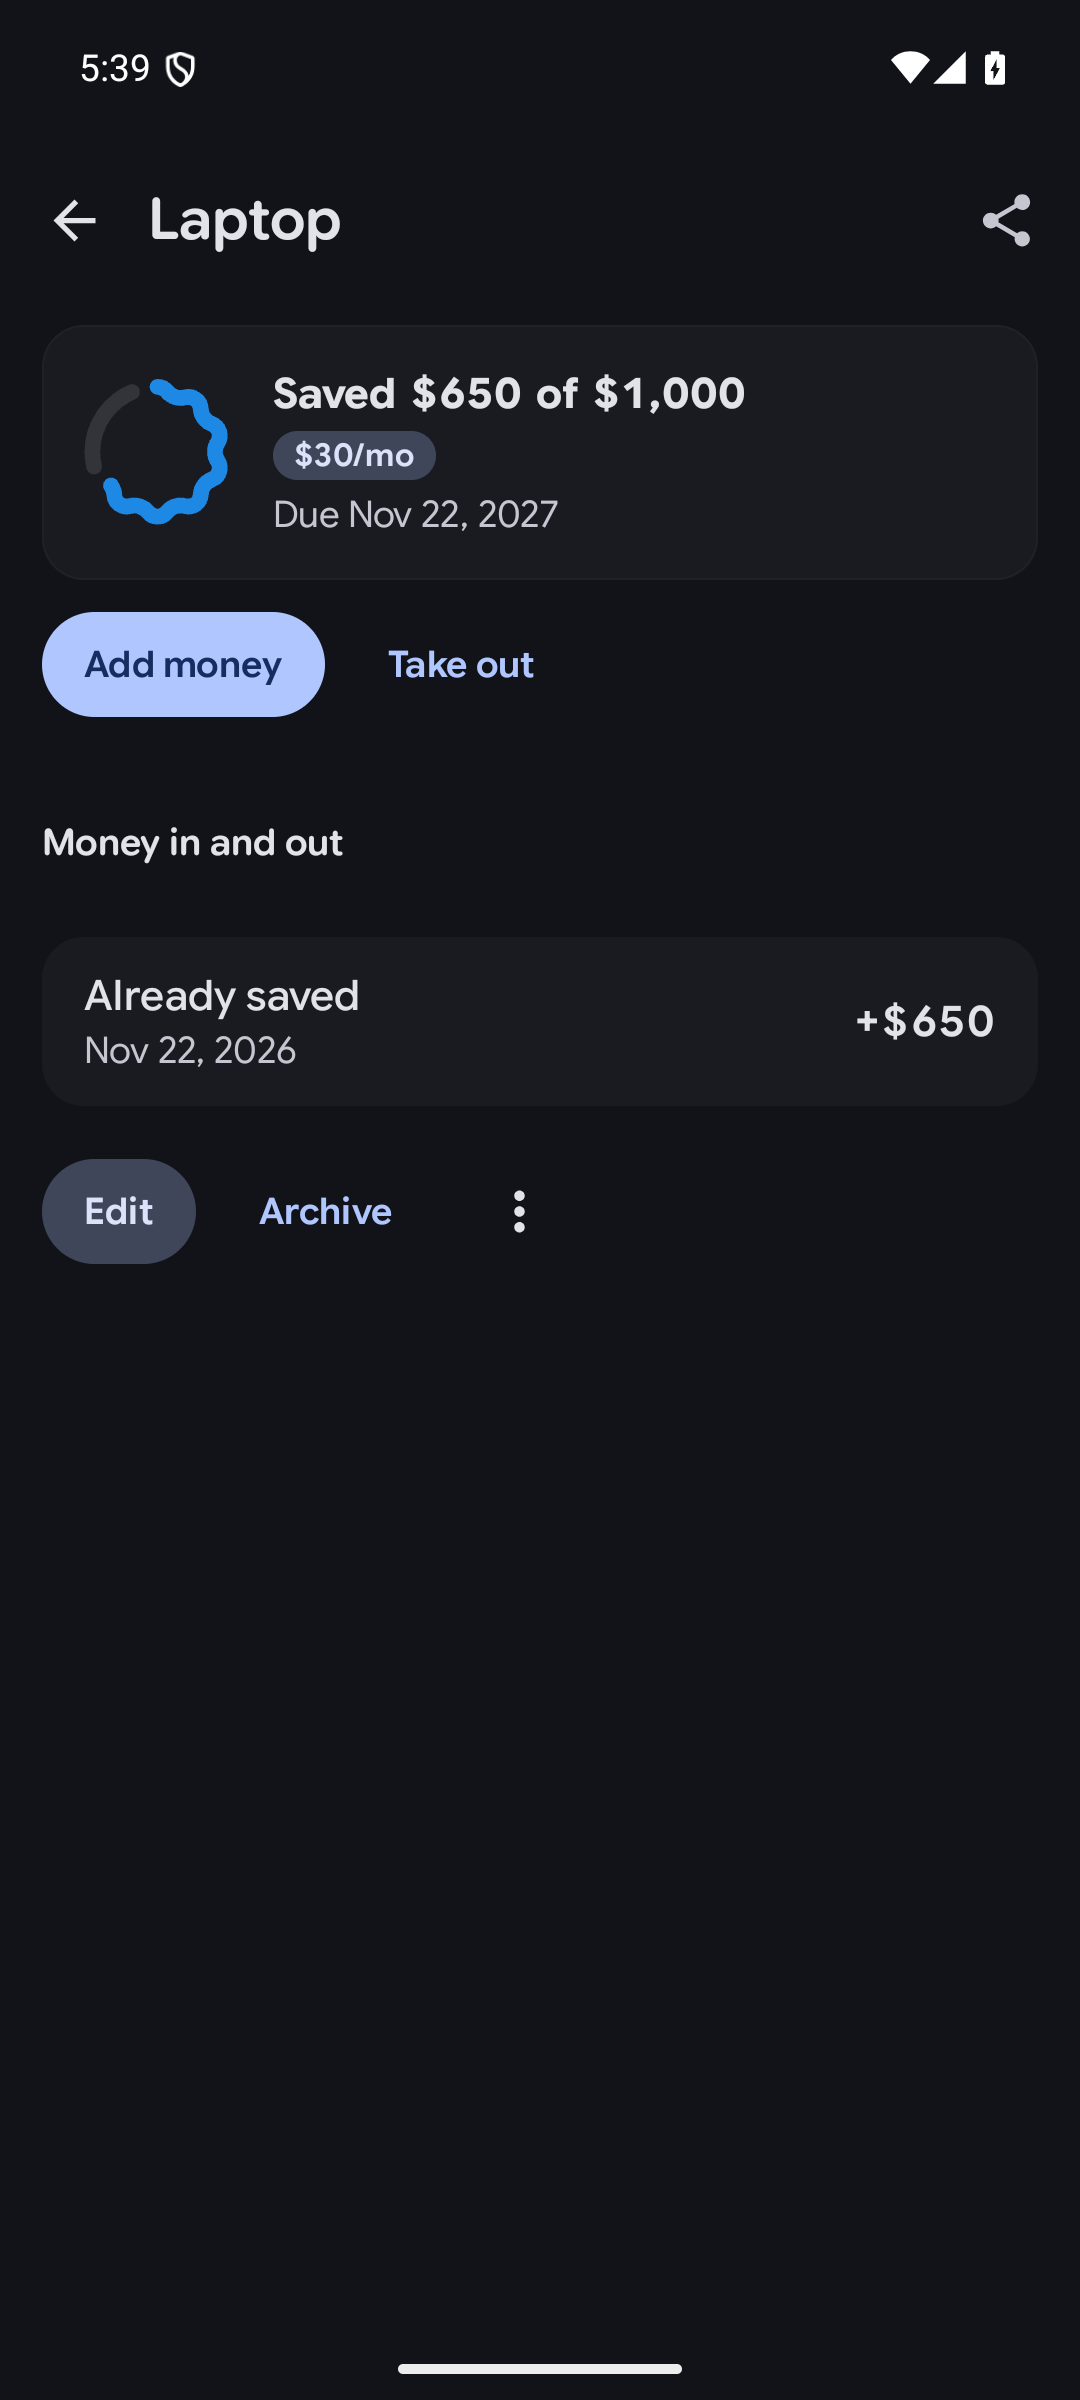 5:39
Laptop
Saved $650 of $1,000
$30/mo
Due Nov 22, 2027
Add money
Take out
Money in and out
Already saved
Nov 22, 2026
+$650
Edit
Archive